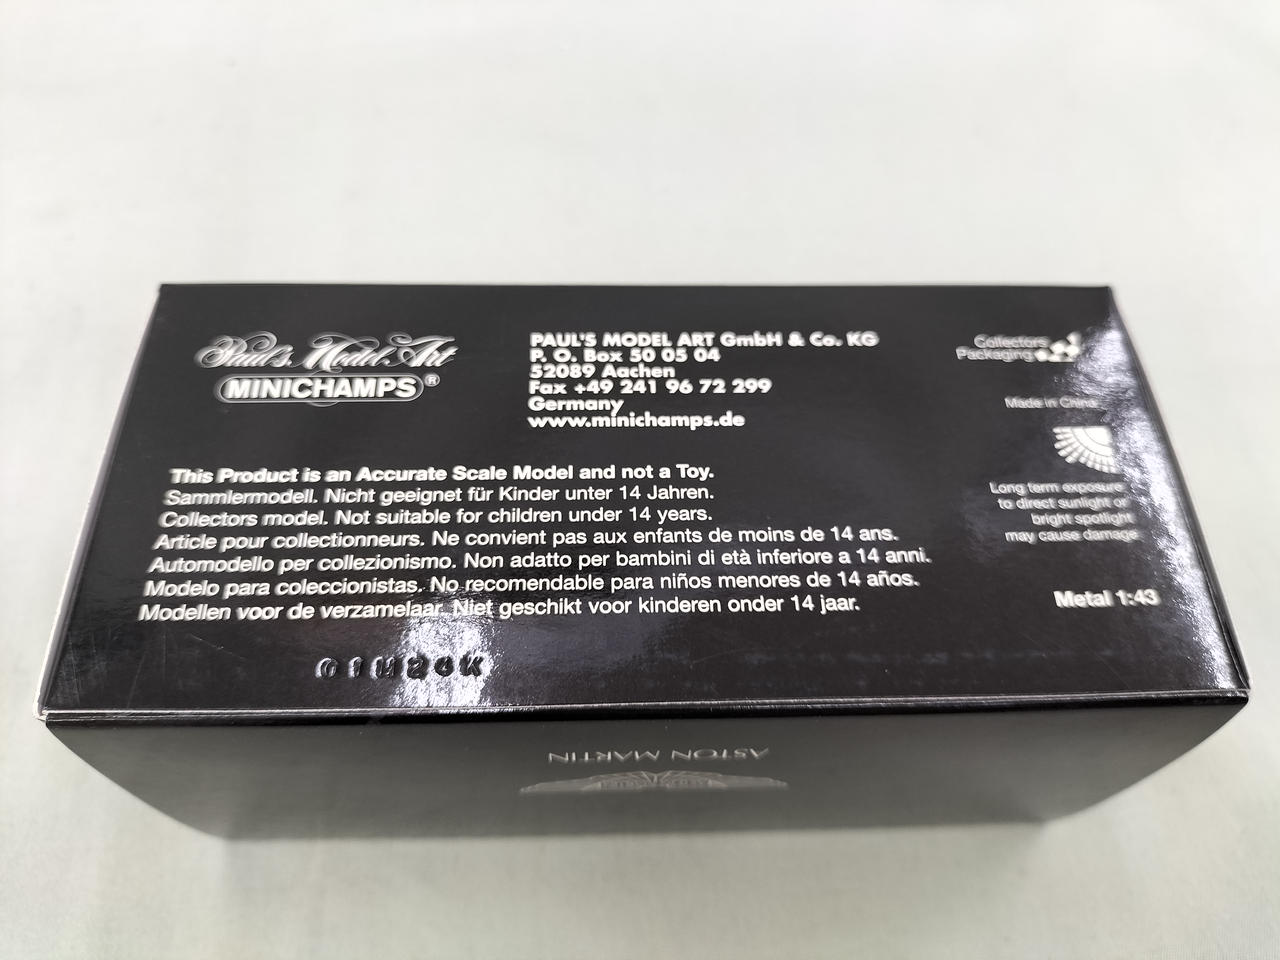 Paul's Model Art
MINICHAMPS®
PAUL'S MODEL ART GmbH & Co. KG
P. O. Box 50 05 04
52089 Aachen
Fax +49 241 96 72 299
Germany
www.minichamps.de
Collectors
Packaging
Made in China
Long term exposure
to direct sunlight or
bright spotlight
may cause damage
Metal 1:43
This Product is an Accurate Scale Model and not a Toy.
Sammlermodell. Nicht geeignet für Kinder unter 14 Jahren.
Collectors model. Not suitable for children under 14 years.
Article pour collectionneurs. Ne convient pas aux enfants de moins de 14 ans.
Automodello per collezionismo. Non adatto per bambini di età inferiore a 14 anni.
Modelo para coleccionistas. No recomendable para niños menores de 14 años.
Modellen voor de verzamelaar. Niet geschikt voor kinderen onder 14 jaar.
ASTON MARTIN